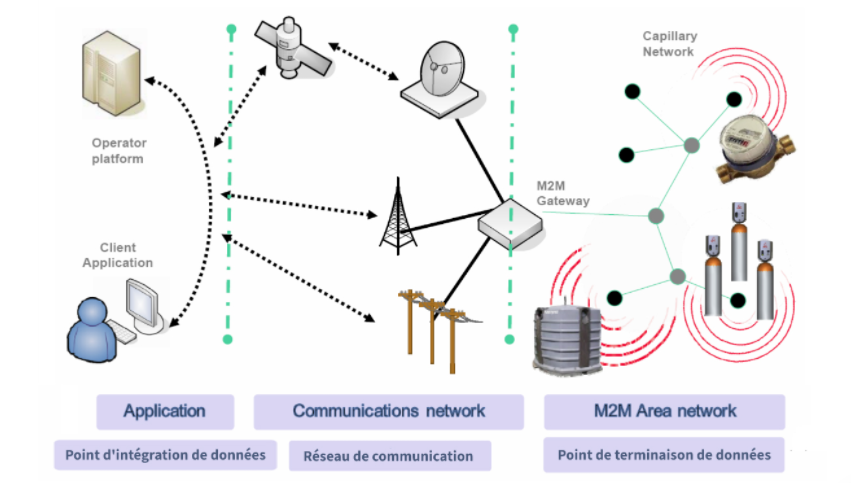 Capillary
Network
Operator
platform
M2M
Gateway
Client
Application
Application
Communications network
M2M Area network
Point d'intégration de données
Réseau de communication
Point de terminaison de données